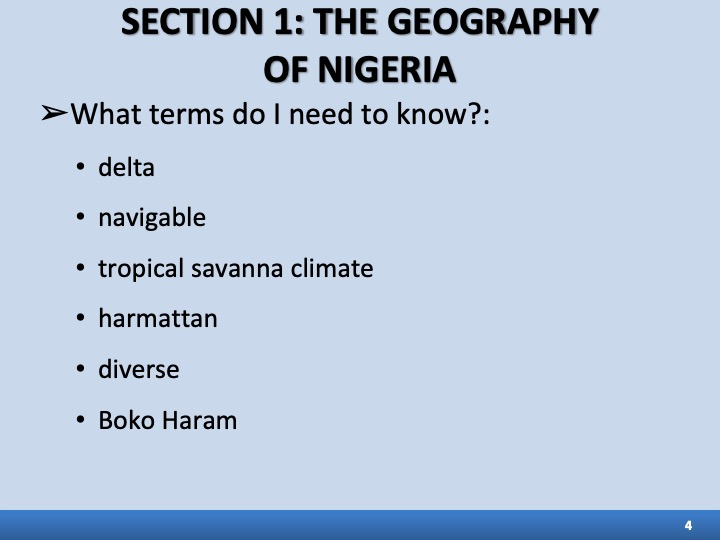 SECTION 1: THE GEOGRAPHY
OF NIGERIA
➢What terms do I need to know?:
• delta
• navigable
• tropical savanna climate
• harmattan
• diverse
• Boko Haram
4